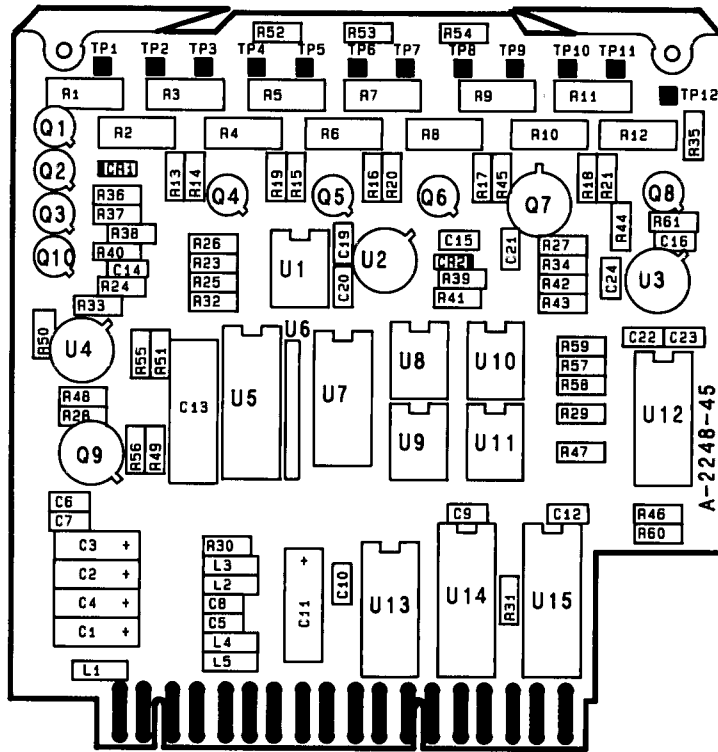 R52 R53 R54
TP1 TP2 TP3 TP4 TP5 TP6 TP7 TP8 TP9 TP10 TP11
R1 R3 R5 R7 R9 R11 TP12
Q1 R2 R4 R6 R8 R10 R12 R35
Q2 CR1 R13 R14 R19 R15 R16 R20 R17 R45 R18 R21
R36 Q4 Q5 Q6 Q7 Q8
Q3 R37 R44 R61
R38 C19 C15 C21 C16
Q10 R40 R26 R27
C14 R23 U1 U2 CR2 R34
R24 R25 C20 R39 R42 C24 U3
R33 R32 R41 R43
R50 U4 R55 R51 U6 C22 C23
R59
U8 U10 R57
R48 C13 U5 U7 R58
R28 R29 U12
Q9 R56 R49 U9 U11 R47
A-2248-45
C6 C9 C12 R46
C7 R60
C3 + R30
C2 + L3 +
L2 C10
C4 + C8 C11 U13 U14 R31 U15
C1 + C5
L4
L1 L5